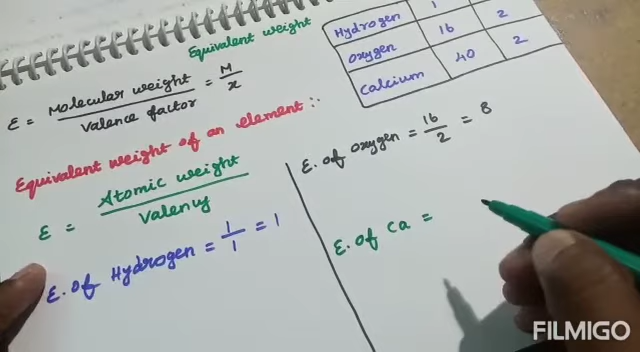 Equivalent weight
Ɛ = Molecular weight / Valence factor = M / x
Equivalent weight of an element :-
Ɛ = Atomic weight / Valency
Ɛ. of Hydrogen = 1/1 = 1
Hydrogen 1
Oxygen 16 2
Calcium 40 2
Ɛ. of Oxygen = 16/2 = 8
Ɛ. of Ca =
FILMIGO